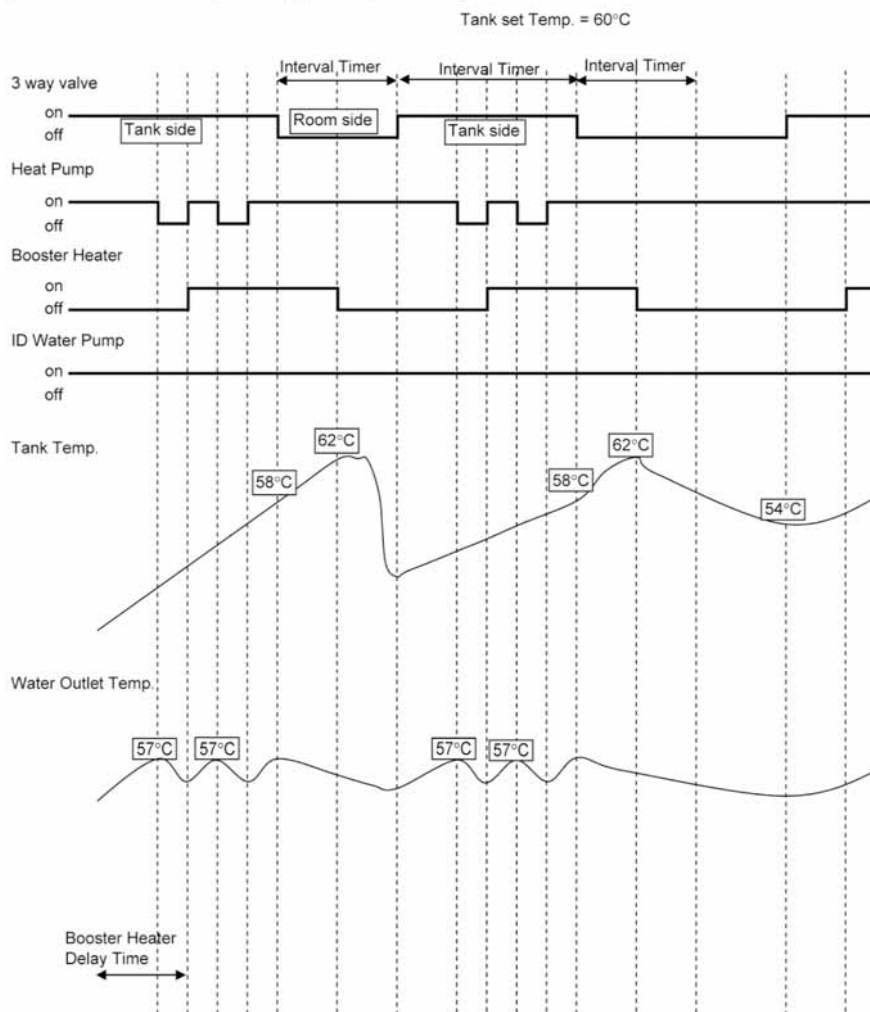 Tank set Temp. = 60°C
Interval Timer
Interval Timer
Interval Timer
3 way valve
on
off
Tank side
Room side
Tank side
Heat Pump
on
off
Booster Heater
on
off
ID Water Pump
on
off
Tank Temp.
62°C
58°C
62°C
58°C
54°C
Water Outlet Temp.
57°C
57°C
57°C
57°C
Booster Heater
Delay Time